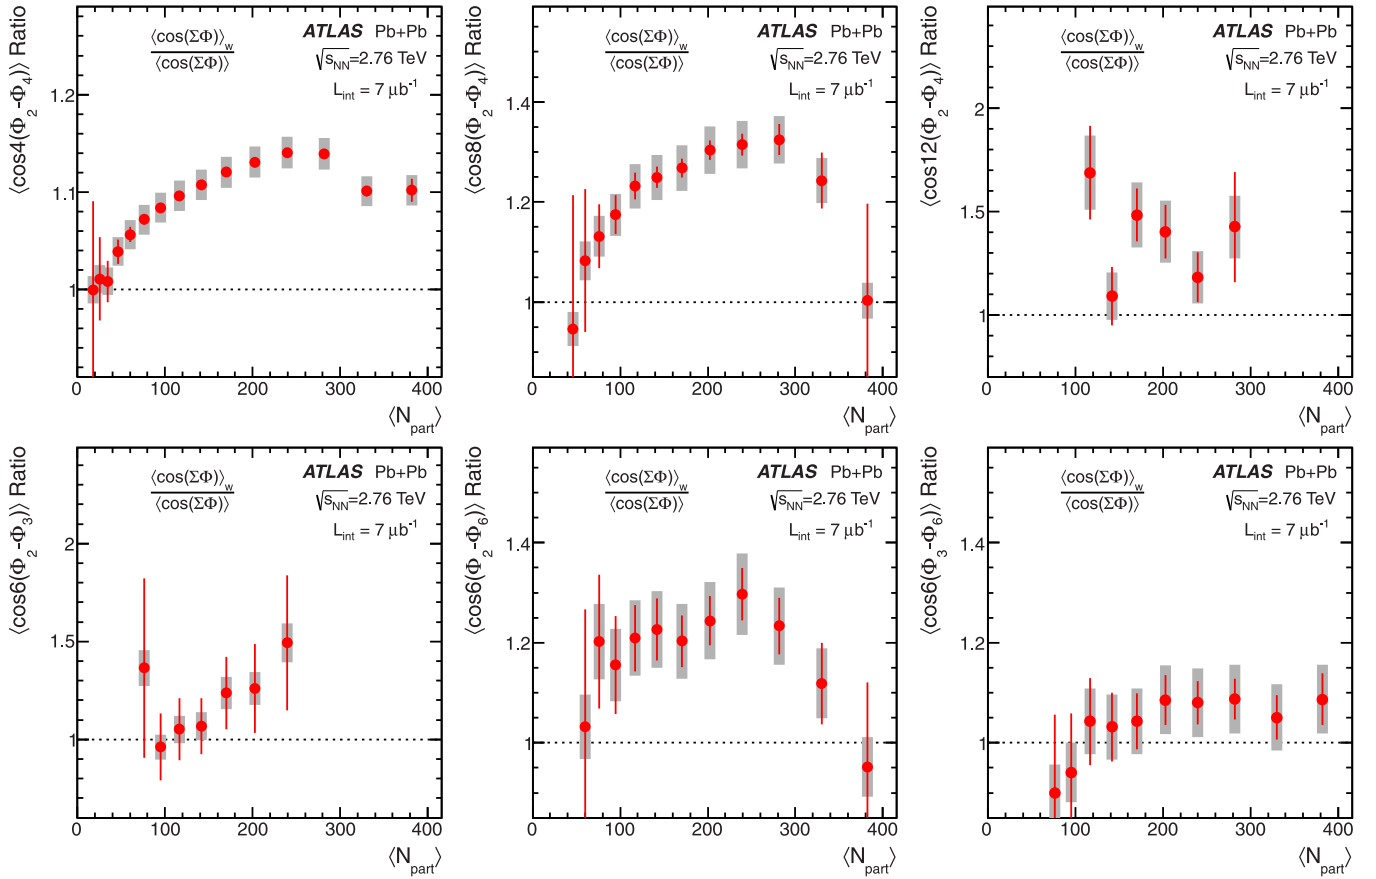 ⟨cos4(Φ2-Φ4)⟩ Ratio
⟨cos(ΣΦ)⟩w
⟨cos(ΣΦ)⟩
ATLAS Pb+Pb
√sNN=2.76 TeV
Lint = 7 μb-1
1.2
1.1
1
0 100 200 300 400
⟨Npart⟩
⟨cos8(Φ2-Φ4)⟩ Ratio
⟨cos(ΣΦ)⟩w
⟨cos(ΣΦ)⟩
ATLAS Pb+Pb
√sNN=2.76 TeV
Lint = 7 μb-1
1.4
1.2
1
0 100 200 300 400
⟨Npart⟩
⟨cos12(Φ2-Φ4)⟩ Ratio
⟨cos(ΣΦ)⟩w
⟨cos(ΣΦ)⟩
ATLAS Pb+Pb
√sNN=2.76 TeV
Lint = 7 μb-1
2
1.5
1
0 100 200 300 400
⟨Npart⟩
⟨cos6(Φ2-Φ3)⟩ Ratio
⟨cos(ΣΦ)⟩w
⟨cos(ΣΦ)⟩
ATLAS Pb+Pb
√sNN=2.76 TeV
Lint = 7 μb-1
2
1.5
1
0 100 200 300 400
⟨Npart⟩
⟨cos6(Φ2-Φ6)⟩ Ratio
⟨cos(ΣΦ)⟩w
⟨cos(ΣΦ)⟩
ATLAS Pb+Pb
√sNN=2.76 TeV
Lint = 7 μb-1
1.4
1.2
1
0 100 200 300 400
⟨Npart⟩
⟨cos6(Φ3-Φ6)⟩ Ratio
⟨cos(ΣΦ)⟩w
⟨cos(ΣΦ)⟩
ATLAS Pb+Pb
√sNN=2.76 TeV
Lint = 7 μb-1
1.4
1.2
1
0 100 200 300 400
⟨Npart⟩